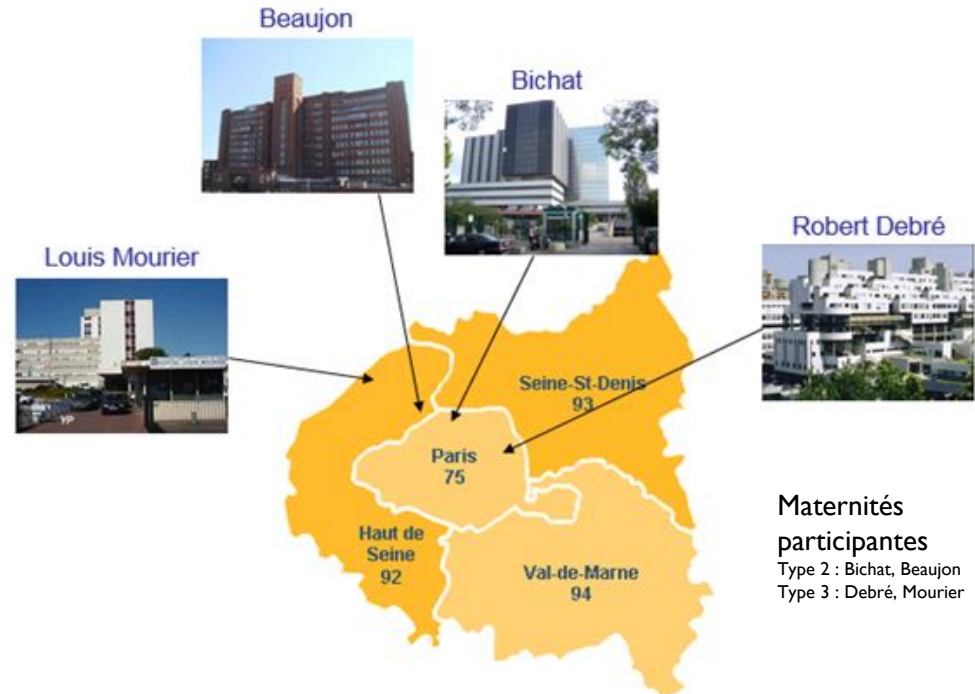 Beaujon
Bichat
Robert Debré
Louis Mourier
YP
Seine-St-Denis
93
Paris
75
Haut de
Seine
92
Val-de-Marne
94
Maternités
participantes
Type 2 : Bichat, Beaujon
Type 3 : Debré, Mourier